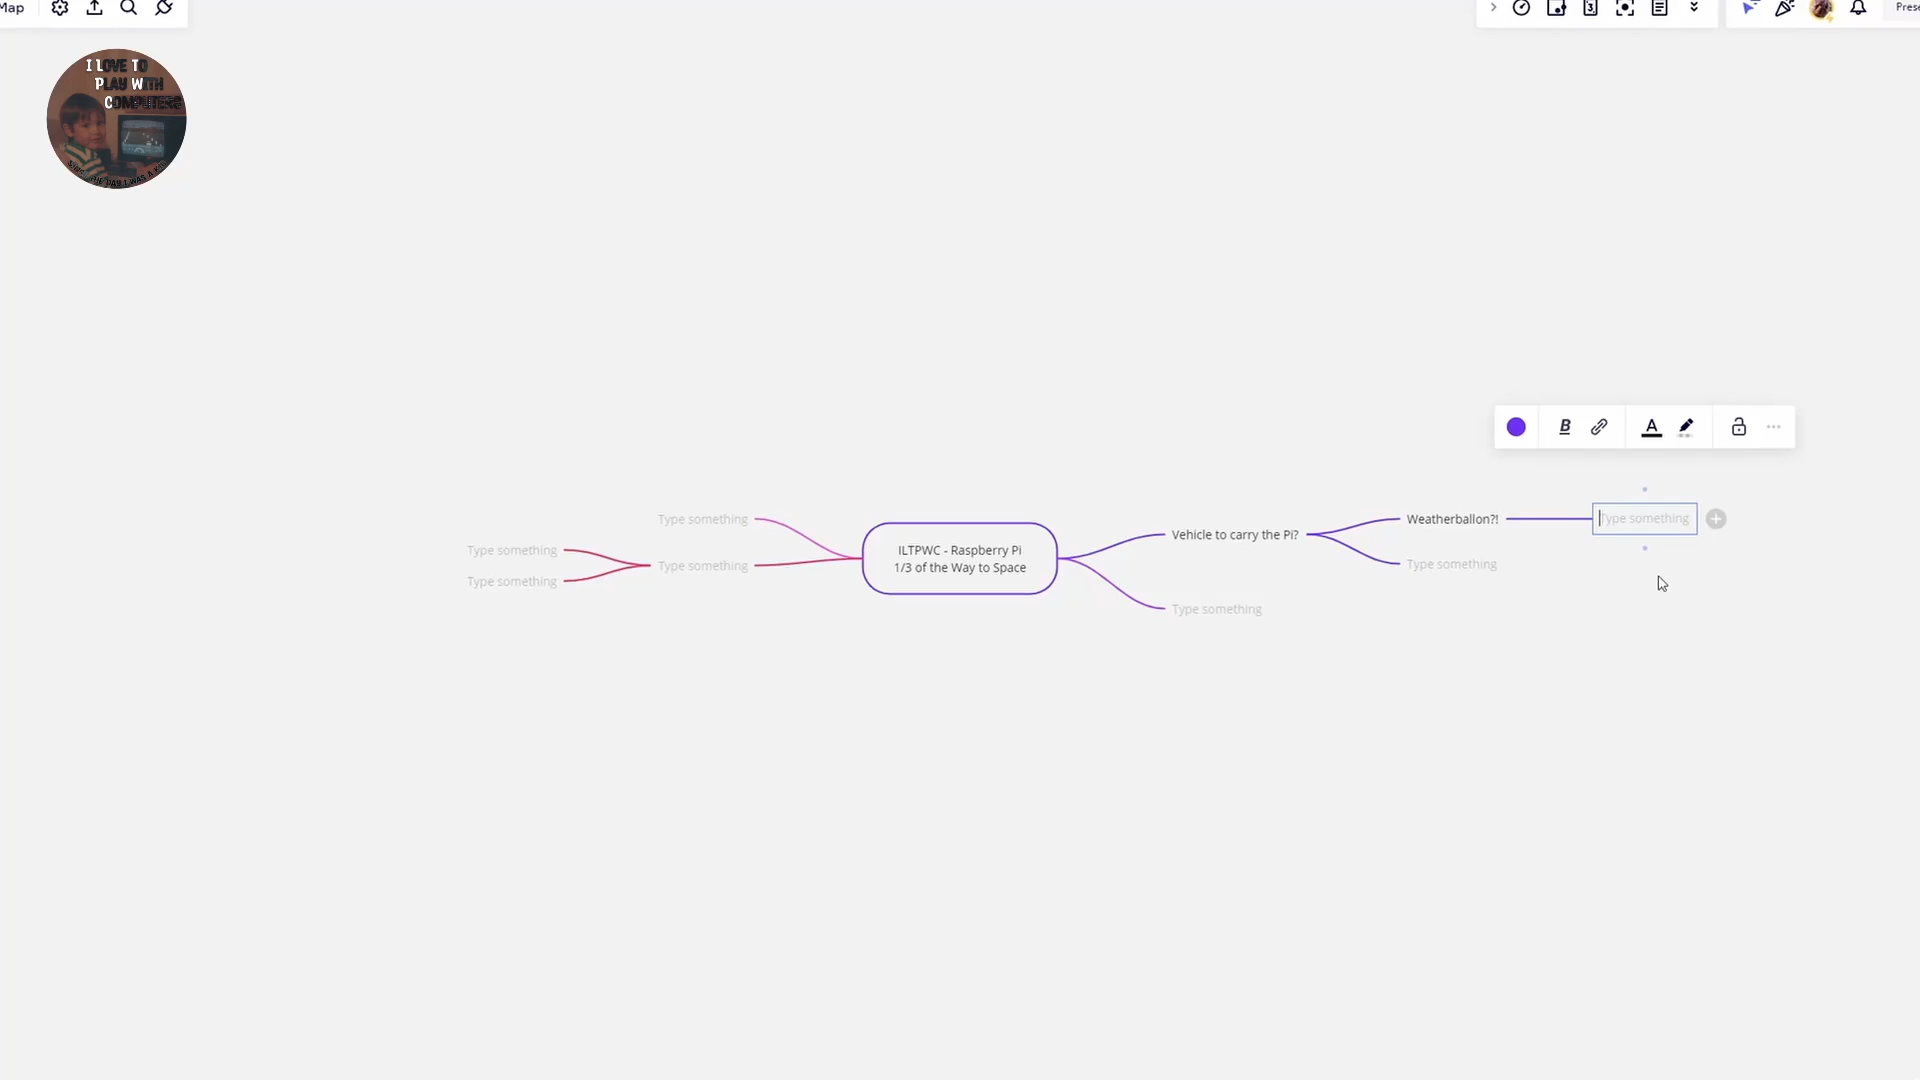 Map
Prese
I LOVE TO
PLAY WITH
COMPUTERS
Type something
Type something
Type something
Type something
ILTPWC - Raspberry Pi
1/3 of the Way to Space
Vehicle to carry the Pi?
Type something
Weatherballon?!
Type something
Type something
B
A